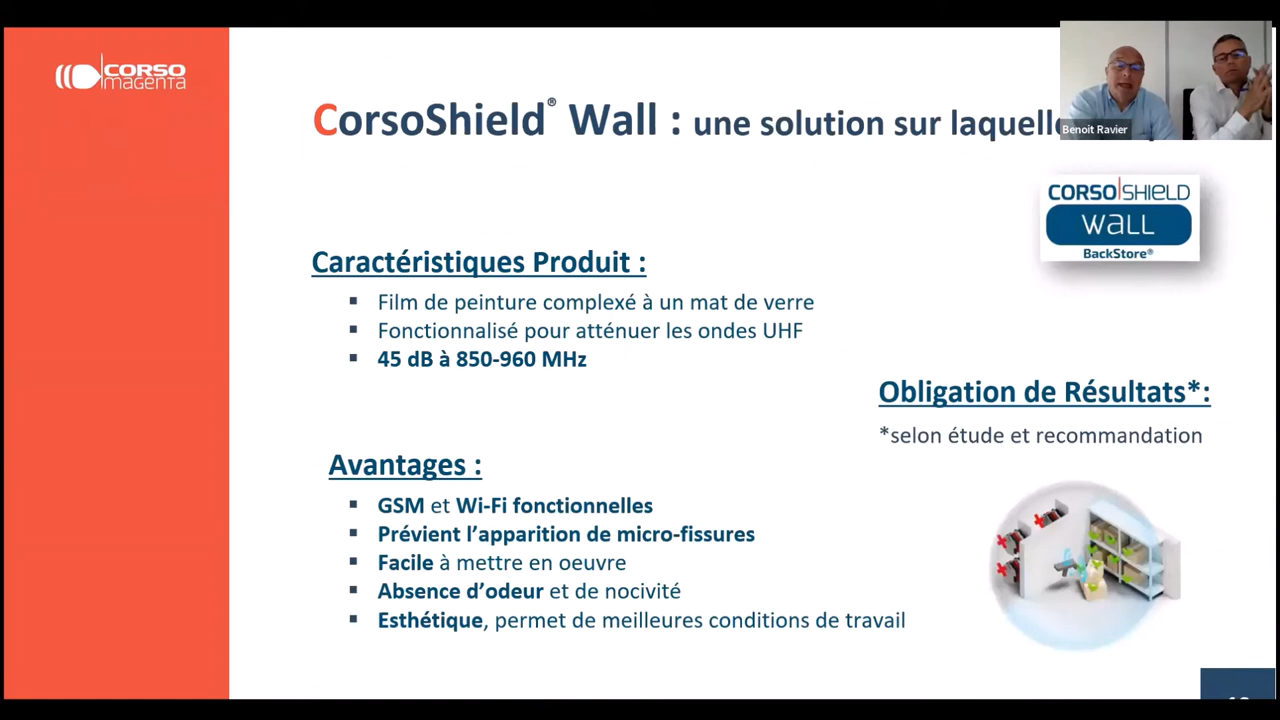 CORSO
magenta
CorsoShield® Wall : une solution sur laquelle
Benoit Ravier
CORSO|SHIELD
WALL
BackStore®
Caractéristiques Produit :
▪ Film de peinture complexé à un mat de verre
▪ Fonctionnalisé pour atténuer les ondes UHF
▪ 45 dB à 850-960 MHz
Obligation de Résultats*:
*selon étude et recommandation
Avantages :
▪ GSM et Wi-Fi fonctionnelles
▪ Prévient l’apparition de micro-fissures
▪ Facile à mettre en oeuvre
▪ Absence d’odeur et de nocivité
▪ Esthétique, permet de meilleures conditions de travail